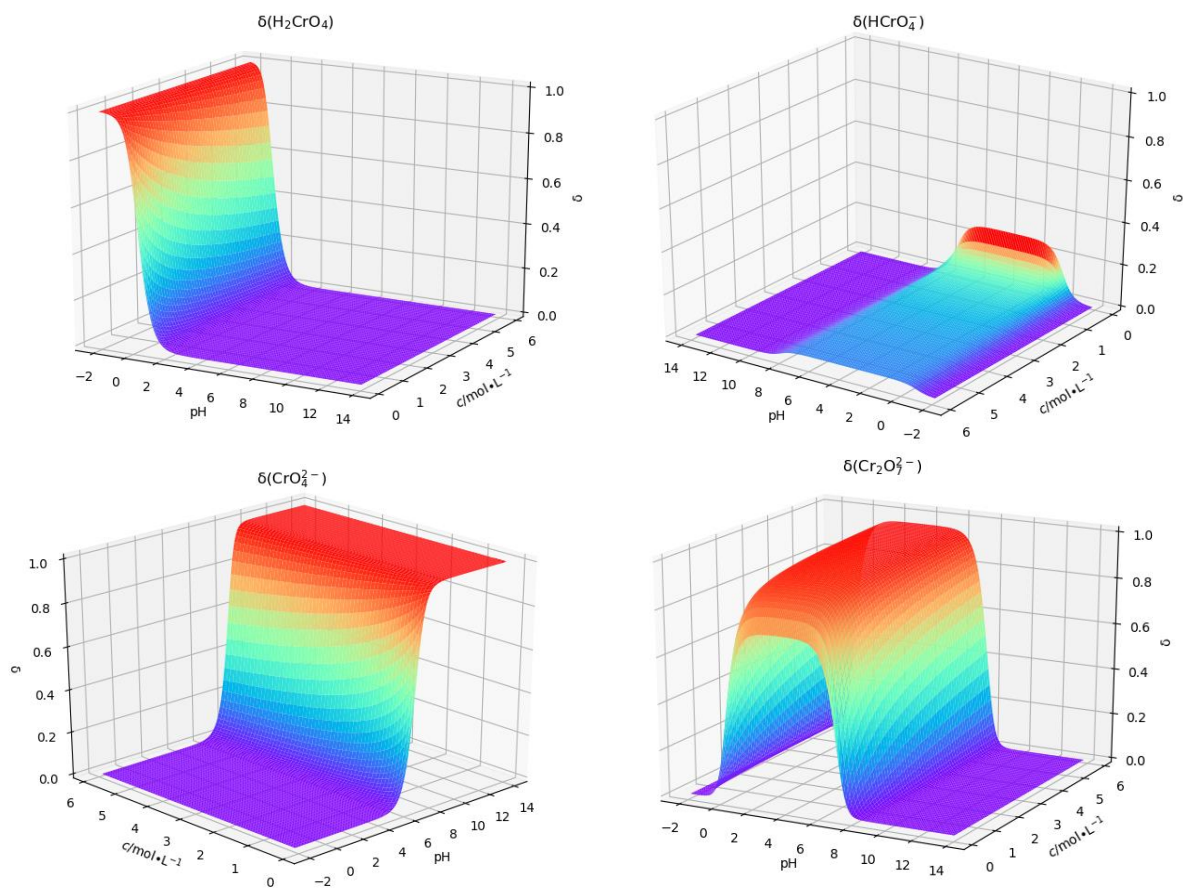 δ(H₂CrO₄)
1.0
0.8
0.6
0.4
0.2
0.0
δ
−2 0 2 4 6 8 10 12 14
pH
0 1 2 3 4 5 6
c/mol•L⁻¹
δ(HCrO₄⁻)
1.0
0.8
0.6
0.4
0.2
0.0
δ
14 12 10 8 6 4 2 0 −2
pH
6 5 4 3 2 1 0
c/mol•L⁻¹
δ(CrO₄²⁻)
1.0
0.8
0.6
0.4
0.2
0.0
δ
6 5 4 3 2 1 0
c/mol•L⁻¹
−2 0 2 4 6 8 10 12 14
pH
δ(Cr₂O₇²⁻)
1.0
0.8
0.6
0.4
0.2
0.0
δ
−2 0 2 4 6 8 10 12 14
pH
0 1 2 3 4 5 6
c/mol•L⁻¹